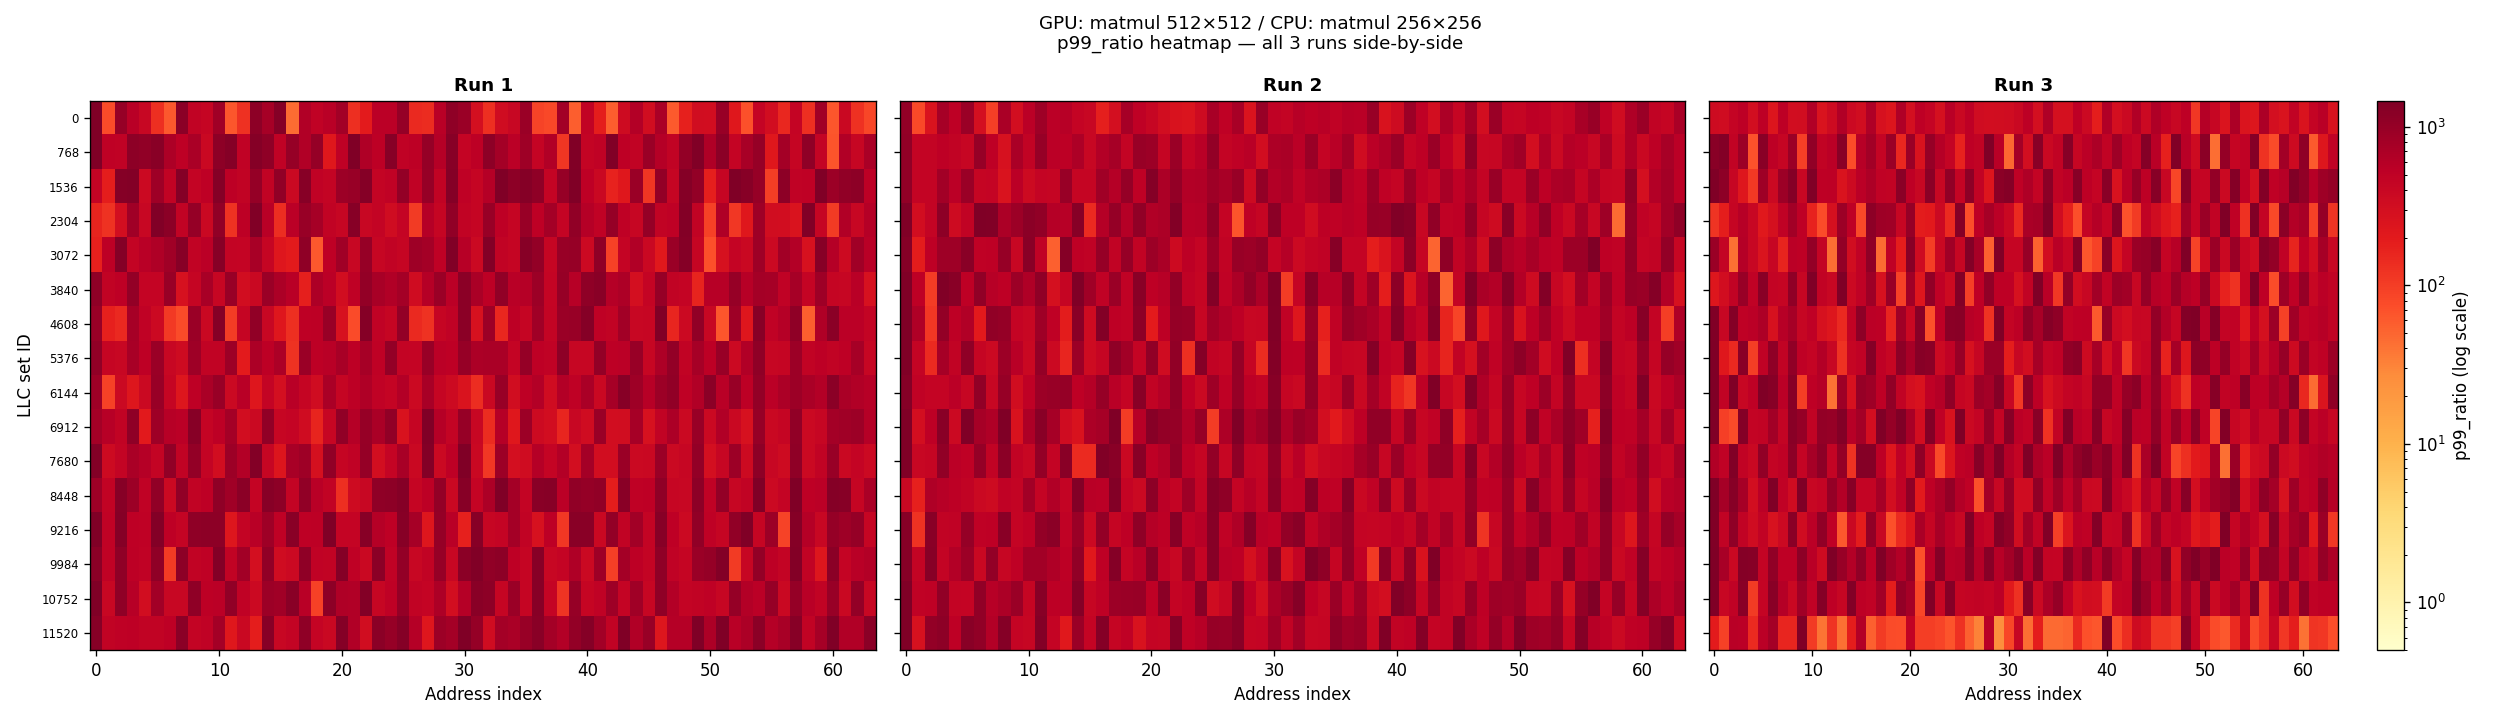 GPU: matmul 512×512 / CPU: matmul 256×256
p99_ratio heatmap — all 3 runs side-by-side
Run 1
Run 2
Run 3
LLC set ID
0
768
1536
2304
3072
3840
4608
5376
6144
6912
7680
8448
9216
9984
10752
11520
0 10 20 30 40 50 60
Address index
0 10 20 30 40 50 60
Address index
0 10 20 30 40 50 60
Address index
10³
10²
10¹
10⁰
p99_ratio (log scale)